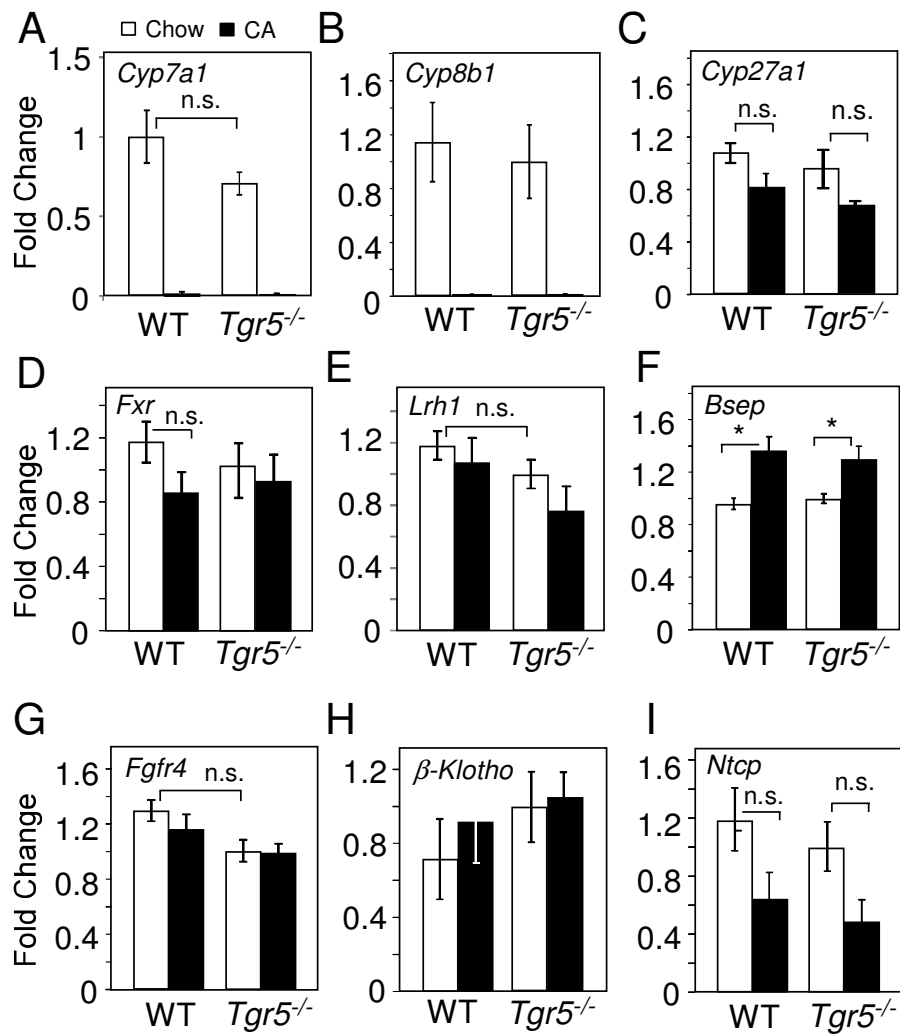 A Chow CA B C
Cyp7a1 Cyp8b1 Cyp27a1
n.s. n.s. n.s.
Fold Change
1.5 1 0.5 0
1.6 1.2 0.8 0.4 0
1.6 1.2 0.8 0.4 0
WT Tgr5-/- WT Tgr5-/- WT Tgr5-/-
D E F
Fxr Lrh1 Bsep
n.s. n.s. * *
Fold Change
1.2 0.8 0.4 0
1.2 0.8 0.4 0
1.6 1.2 0.8 0.4 0
WT Tgr5-/- WT Tgr5-/- WT Tgr5-/-
G H I
Fgfr4 β-Klotho Ntcp
n.s. n.s. n.s.
Fold Change
1.6 1.2 0.8 0.4 0
1.2 0.8 0.4 0
1.6 1.2 0.8 0.4 0
WT Tgr5-/- WT Tgr5-/- WT Tgr5-/-